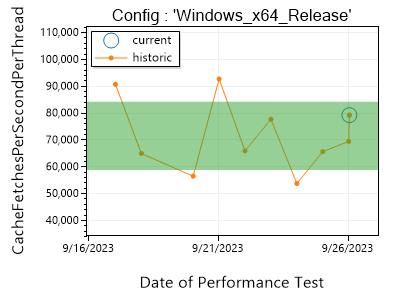 Config : 'Windows_x64_Release'
CacheFetchesPerSecondPerThread
current
historic
110,000
100,000
90,000
80,000
70,000
60,000
50,000
40,000
9/16/2023
9/21/2023
9/26/2023
Date of Performance Test